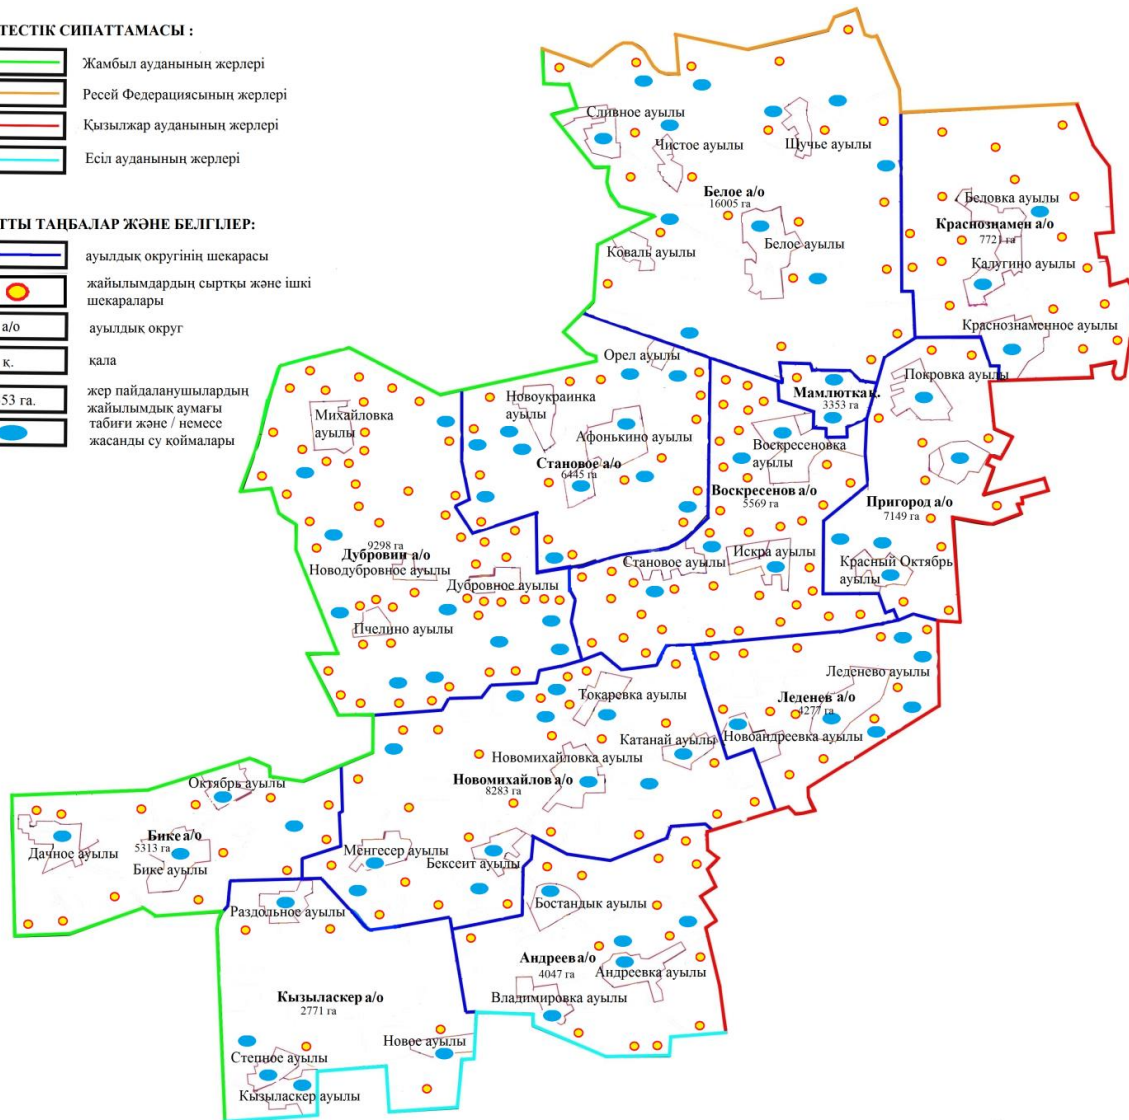 ТЕСТІК СИПАТТАМАСЫ :
Жамбыл ауданының жерлері
Ресей Федерациясының жерлері
Қызылжар ауданының жерлері
Есіл ауданының жерлері
ТТЫ ТАҢБАЛАР ЖӘНЕ БЕЛГІЛЕР:
ауылдық округінің шекарасы
жайылымдардың сыртқы және ішкі
шекаралары
а/о
ауылдық округ
қ.
қала
53 га.
жер пайдаланушылардың
жайылымдық аумағы
табиғи және / немесе
жасанды су қоймалары
Сливное ауылы
Чистое ауылы
Щучье ауылы
Белое а/о
16005 га
Белое ауылы
Коваль ауылы
Беловка ауылы
Краснознамен а/о
7721 га
Калугино ауылы
Краснознаменное ауылы
Орел ауылы
Покровка ауылы
Мамлютка қ.
3353 га
Новоукраинка
ауылы
Михайловка
ауылы
Афонькино ауылы
Воскресеновка
ауылы
Становое а/о
6445 га
Воскресенов а/о
5569 га
Пригород а/о
7149 га
9298 га
Дубровин а/о
Новодубровное ауылы
Дубровное ауылы
Становое ауылы
Искра ауылы
Красный Октябрь
ауылы
Пчелино ауылы
Токаревка ауылы
Леденево ауылы
Леденев а/о
4277 га
Новоандреевка ауылы
Катанай ауылы
Новомихайловка ауылы
Новомихайлов а/о
8283 га
Октябрь ауылы
Бике а/о
5313 га
Дачное ауылы
Бике ауылы
Менгесер ауылы
Бексеит ауылы
Раздольное ауылы
Бостандык ауылы
Андреев а/о
4047 га
Андреевка ауылы
Владимировка ауылы
Кызыласкер а/о
2771 га
Новое ауылы
Степное ауылы
Кызыласкер ауылы